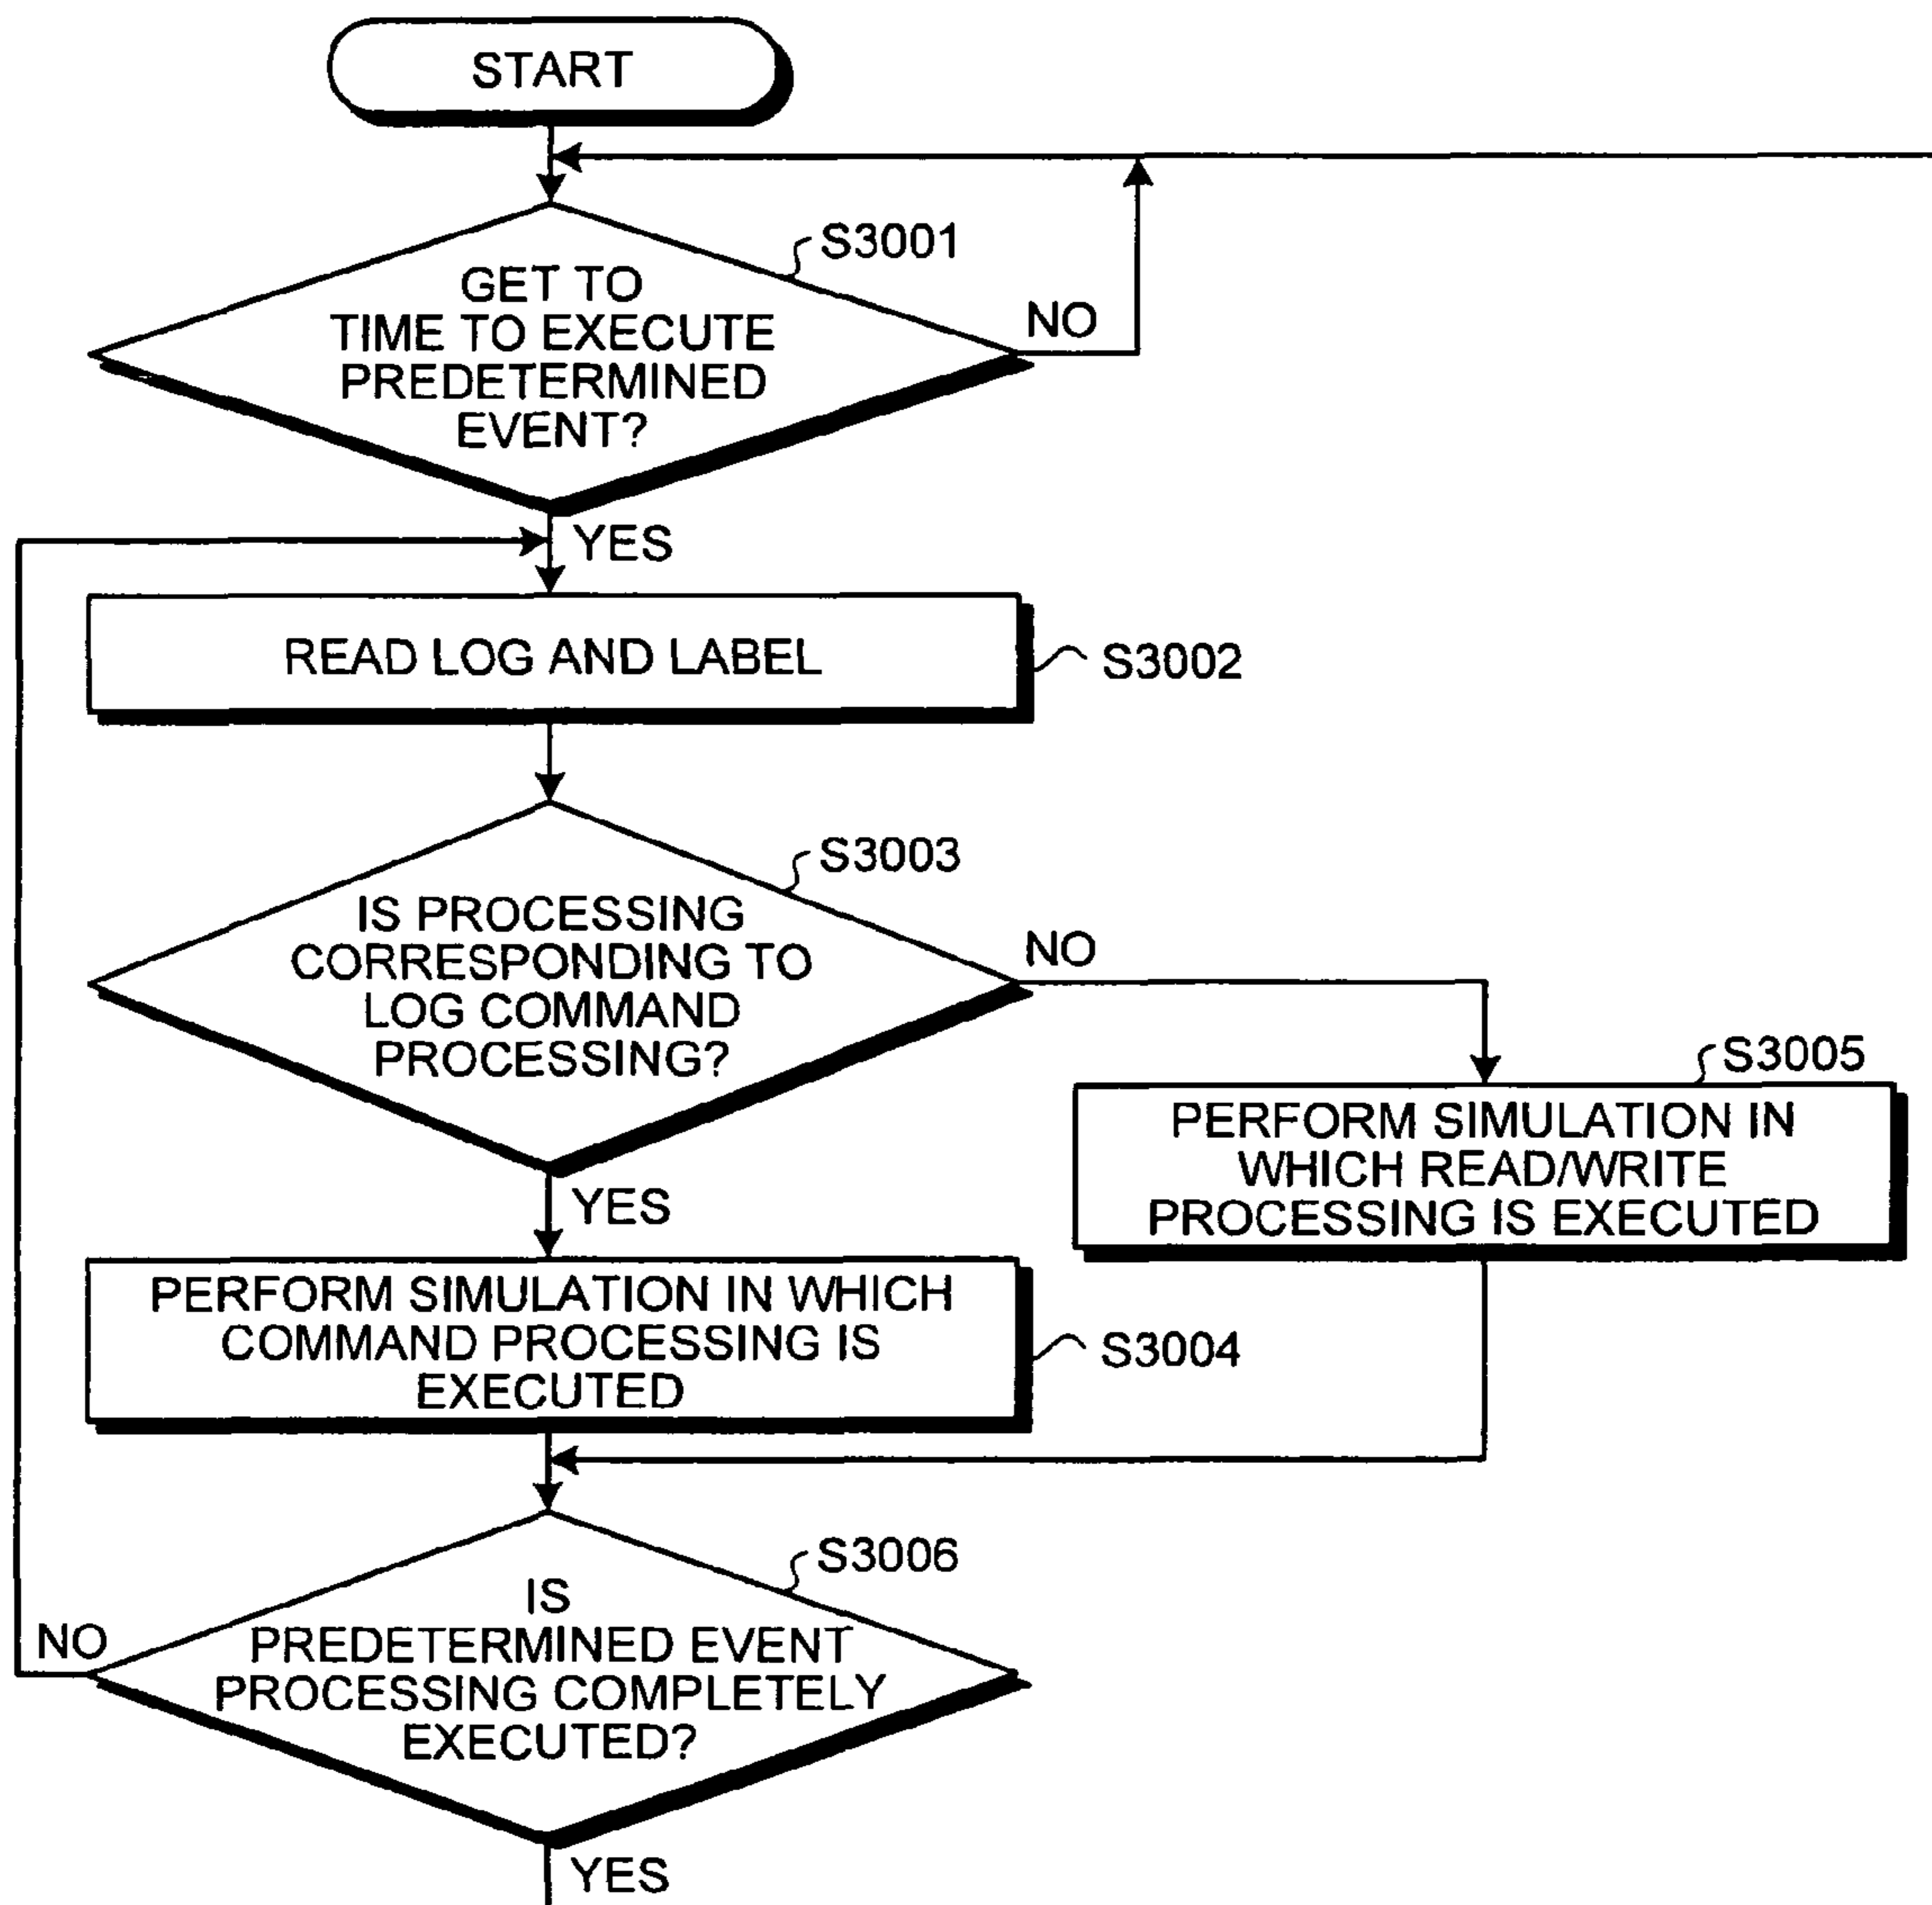 START
S3001
GET TO
TIME TO EXECUTE
PREDETERMINED
EVENT?
NO
YES
READ LOG AND LABEL
S3002
S3003
IS PROCESSING
CORRESPONDING TO
LOG COMMAND
PROCESSING?
NO
YES
S3005
PERFORM SIMULATION IN
WHICH READ/WRITE
PROCESSING IS EXECUTED
PERFORM SIMULATION IN WHICH
COMMAND PROCESSING IS
EXECUTED
S3004
S3006
IS
PREDETERMINED EVENT
PROCESSING COMPLETELY
EXECUTED?
NO
YES